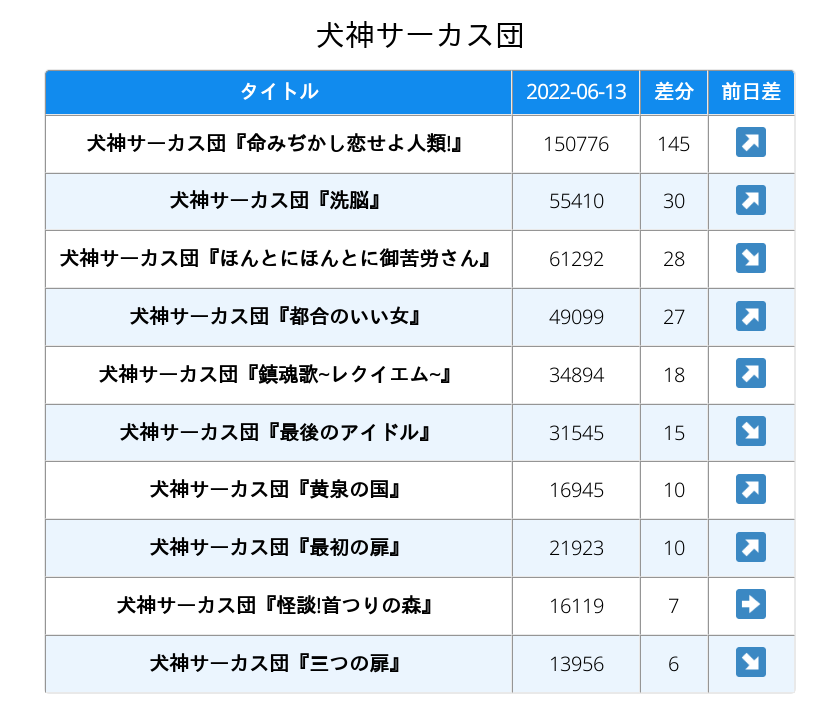 犬神サーカス団
タイトル 2022-06-13 差分 前日差
犬神サーカス団『命みぢかし恋せよ人類!』 150776 145
犬神サーカス団『洗脳』 55410 30
犬神サーカス団『ほんとにほんとに御苦労さん』 61292 28
犬神サーカス団『都合のいい女』 49099 27
犬神サーカス団『鎮魂歌~レクイエム~』 34894 18
犬神サーカス団『最後のアイドル』 31545 15
犬神サーカス団『黄泉の国』 16945 10
犬神サーカス団『最初の扉』 21923 10
犬神サーカス団『怪談!首つりの森』 16119 7
犬神サーカス団『三つの扉』 13956 6